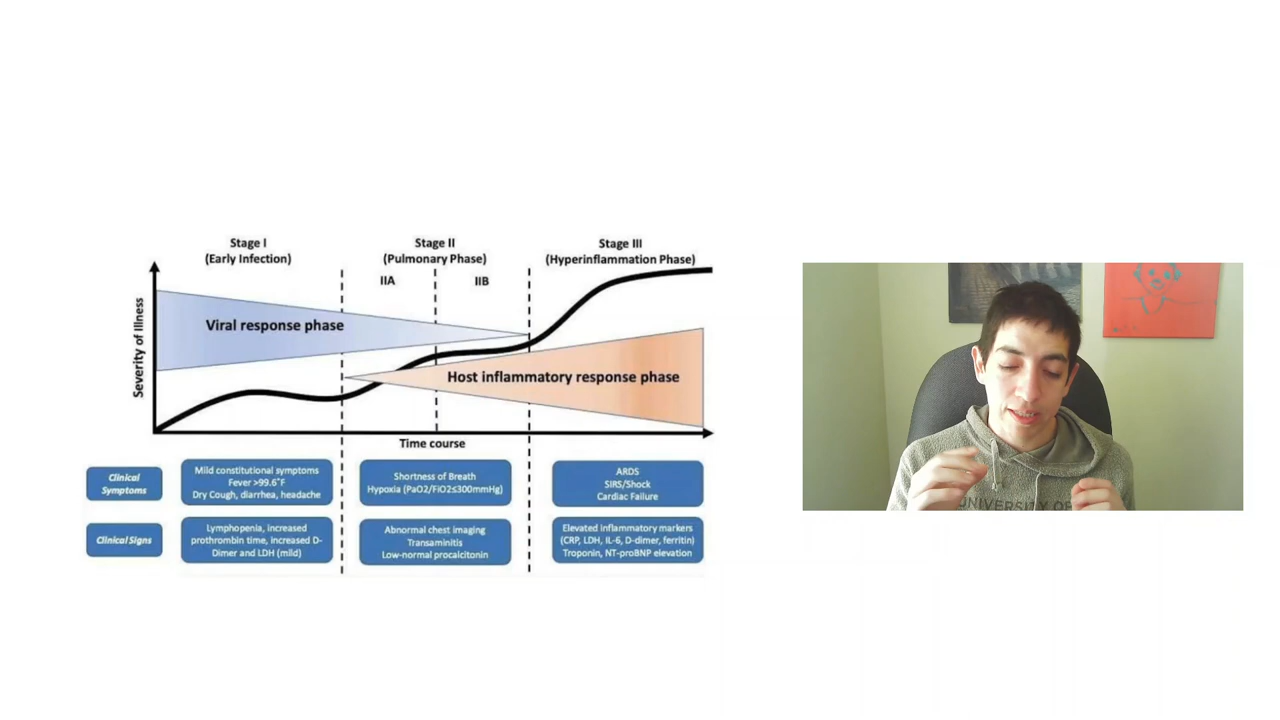 Stage I
(Early Infection)
Stage II
(Pulmonary Phase)
Stage III
(Hyperinflammation Phase)
IIA
IIB
Severity of Illness
Viral response phase
Host inflammatory response phase
Time course
Clinical
Symptoms
Mild constitutional symptoms
Fever >99.6°F
Dry Cough, diarrhea, headache
Shortness of Breath
Hypoxia (PaO2/FiO2≤300mmHg)
ARDS
SIRS/Shock
Cardiac Failure
Clinical Signs
Lymphopenia, increased
prothrombin time, increased D-
Dimer and LDH (mild)
Abnormal chest imaging
Transaminitis
Low-normal procalcitonin
Elevated inflammatory markers
(CRP, LDH, IL-6, D-dimer, ferritin)
Troponin, NT-proBNP elevation
UNIVERSITY OF